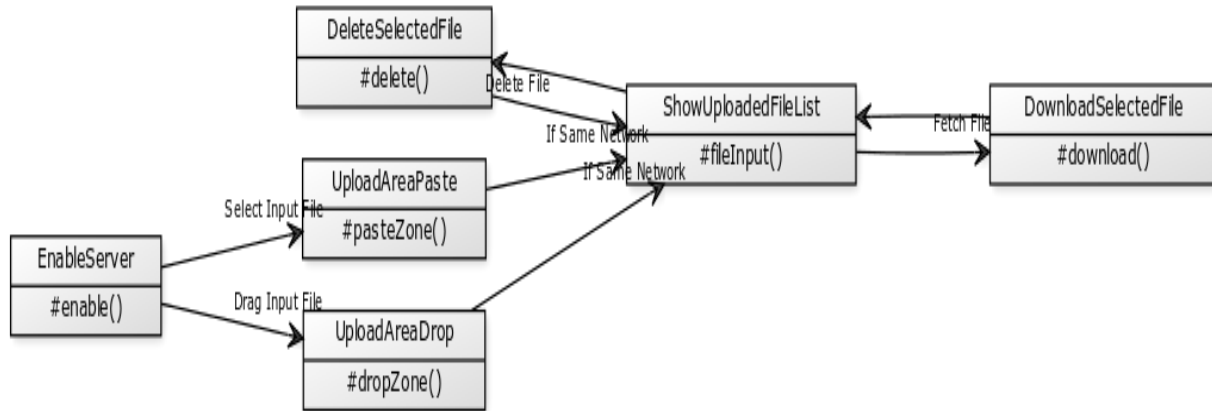 DeleteSelectedFile
#delete()
Delete File
ShowUploadedFileList
#fileInput()
DownloadSelectedFile
#download()
Fetch File
If Same Network
If Same Network
UploadAreaPaste
#pasteZone()
Select Input File
EnableServer
#enable()
Drag Input File
UploadAreaDrop
#dropZone()